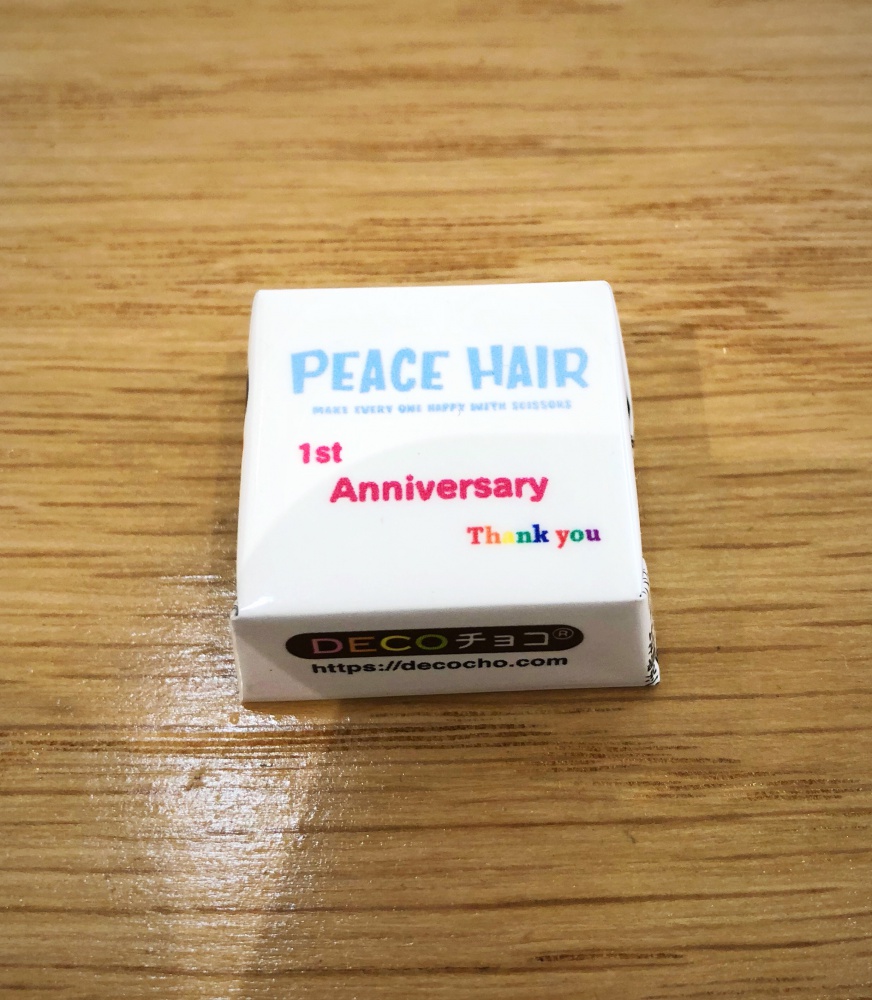 PEACE HAIR
MAKE EVERY ONE HAPPY WITH SCISSORS
1st
Anniversary
Thank you
DECOチョコ®
https://decocho.com